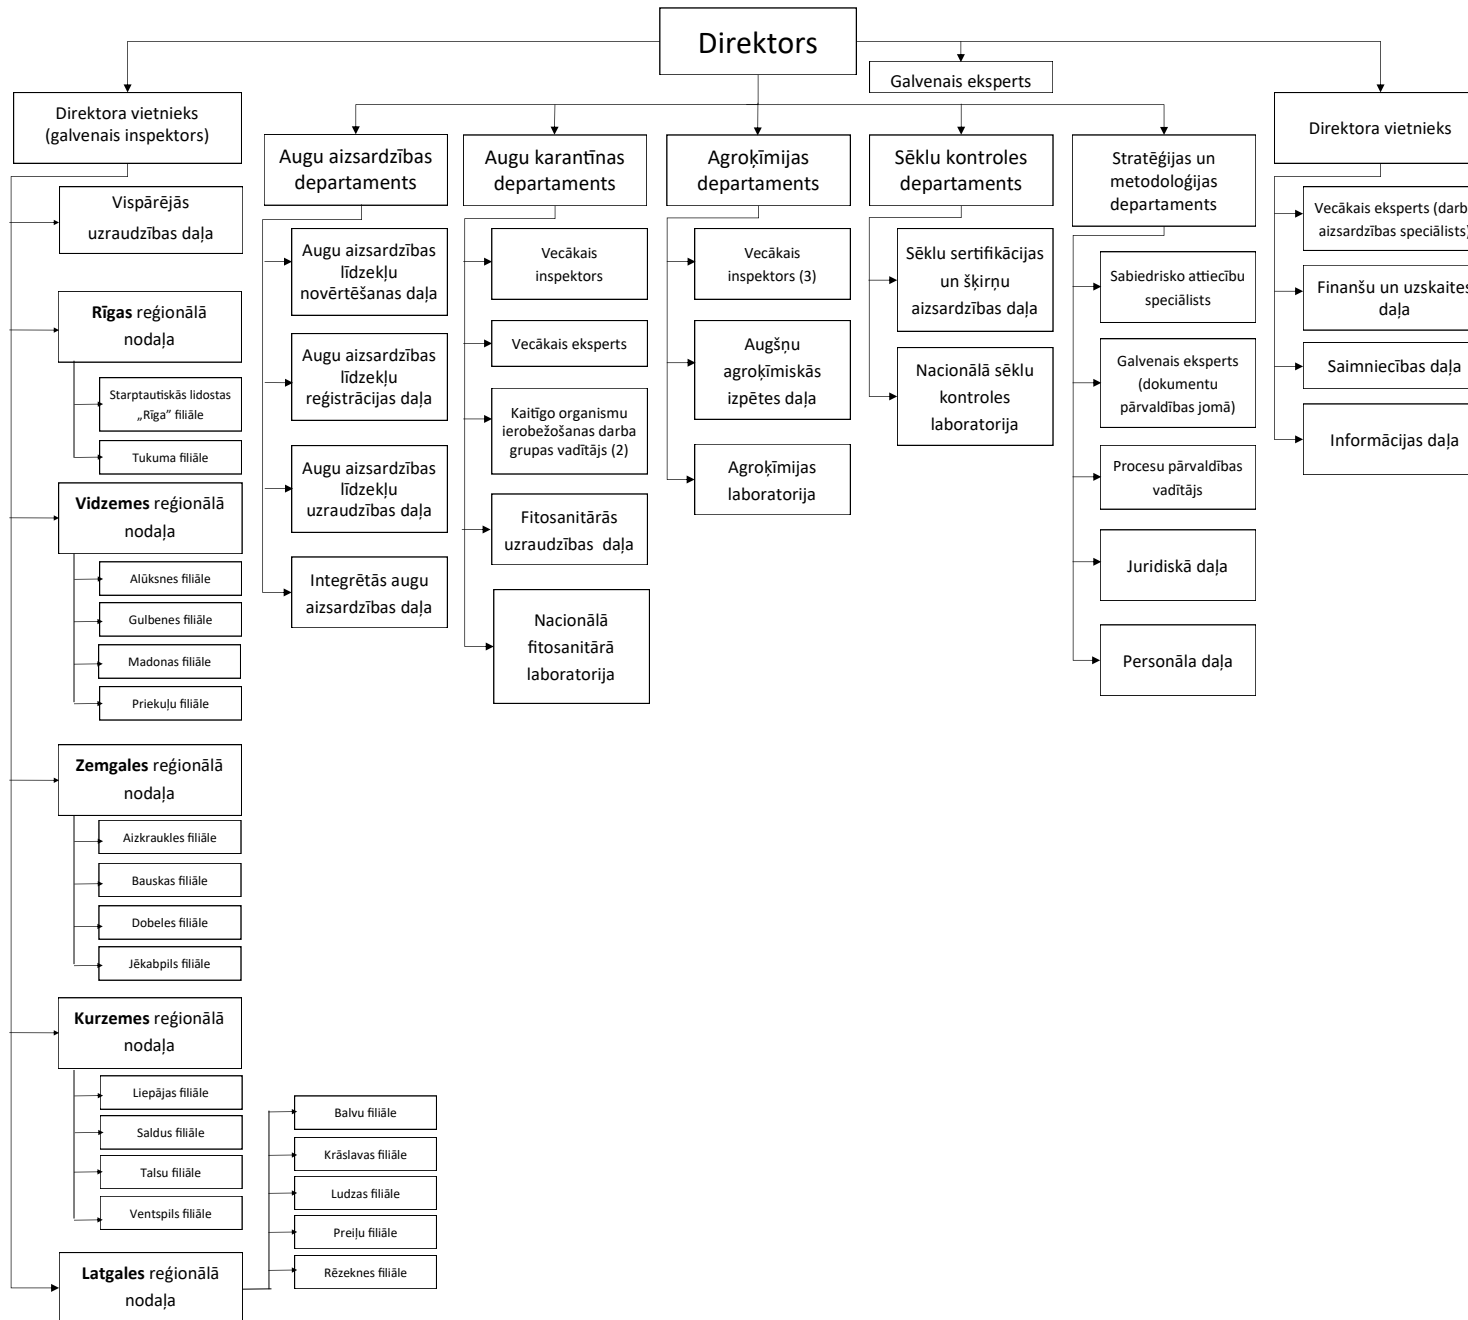 Direktors
Galvenais eksperts
Direktora vietnieks
(galvenais inspektors)
Vispārējās
uzraudzības daļa
Rīgas reģionālā
nodaļa
Starptautiskās lidostas
„Rīga” filiāle
Tukuma filiāle
Vidzemes reģionālā
nodaļa
Alūksnes filiāle
Gulbenes filiāle
Madonas filiāle
Priekuļu filiāle
Zemgales reģionālā
nodaļa
Aizkraukles filiāle
Bauskas filiāle
Dobeles filiāle
Jēkabpils filiāle
Kurzemes reģionālā
nodaļa
Liepājas filiāle
Saldus filiāle
Talsu filiāle
Ventspils filiāle
Latgales reģionālā
nodaļa
Balvu filiāle
Krāslavas filiāle
Ludzas filiāle
Preiļu filiāle
Rēzeknes filiāle
Augu aizsardzības
departaments
Augu aizsardzības
līdzekļu
novērtēšanas daļa
Augu aizsardzības
līdzekļu
reģistrācijas daļa
Augu aizsardzības
līdzekļu
uzraudzības daļa
Integrētās augu
aizsardzības daļa
Augu karantīnas
departaments
Vecākais
inspektors
Vecākais eksperts
Kaitīgo organismu
ierobežošanas darba
grupas vadītājs (2)
Fitosanitārās
uzraudzības daļa
Nacionālā
fitosanitārā
laboratorija
Agroķīmijas
departaments
Vecākais
inspektors (3)
Augšņu
agroķīmiskās
izpētes daļa
Agroķīmijas
laboratorija
Sēklu kontroles
departaments
Sēklu sertifikācijas
un šķirņu
aizsardzības daļa
Nacionālā sēklu
kontroles
laboratorija
Stratēģijas un
metodoloģijas
departaments
Sabiedrisko attiecību
speciālists
Galvenais eksperts
(dokumentu
pārvaldības jomā)
Procesu pārvaldības
vadītājs
Juridiskā daļa
Personāla daļa
Direktora vietnieks
Vecākais eksperts (darb
aizsardzības speciālists)
Finanšu un uzskaites
daļa
Saimniecības daļa
Informācijas daļa